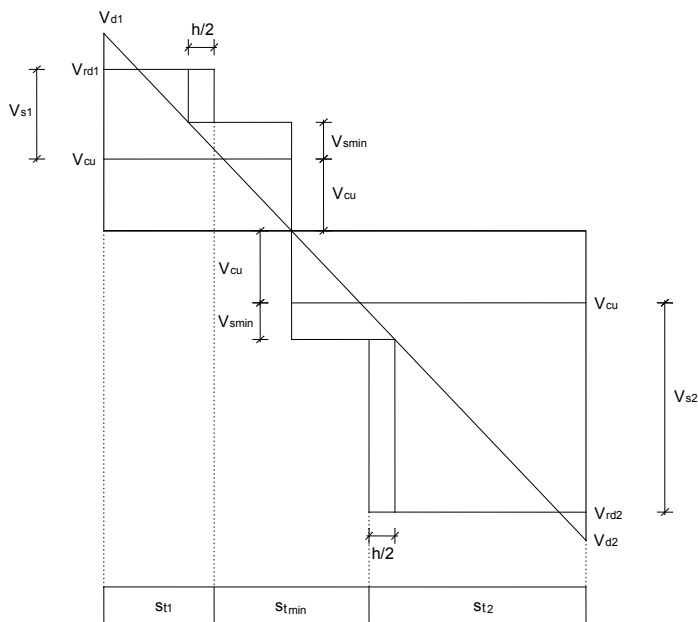 Vd1
h/2
Vrd1
Vs1
Vsmin
Vcu
Vcu
Vcu
Vcu
Vsmin
Vs2
Vrd2
Vd2
h/2
st1
stmin
st2